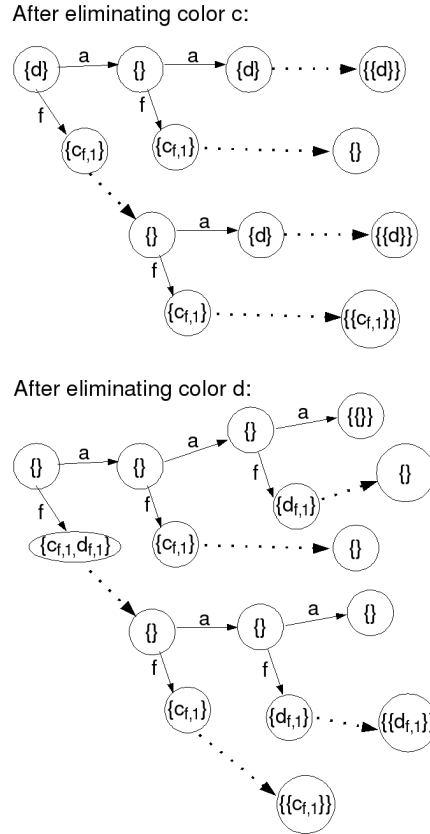 After eliminating color c:
{d} a {} a {d} {{d}}
f f
{c_{f,1}} {c_{f,1}} {}
{} a {d} {{d}}
f
{c_{f,1}} {{c_{f,1}}}
After eliminating color d:
{} a {{}}
a
{} a {} f {}
f f {d_{f,1}}
{c_{f,1},d_{f,1}} {c_{f,1}} {}
a {}
{} a {}
f f
{c_{f,1}} {d_{f,1}} {{d_{f,1}}
{{c_{f,1}}}